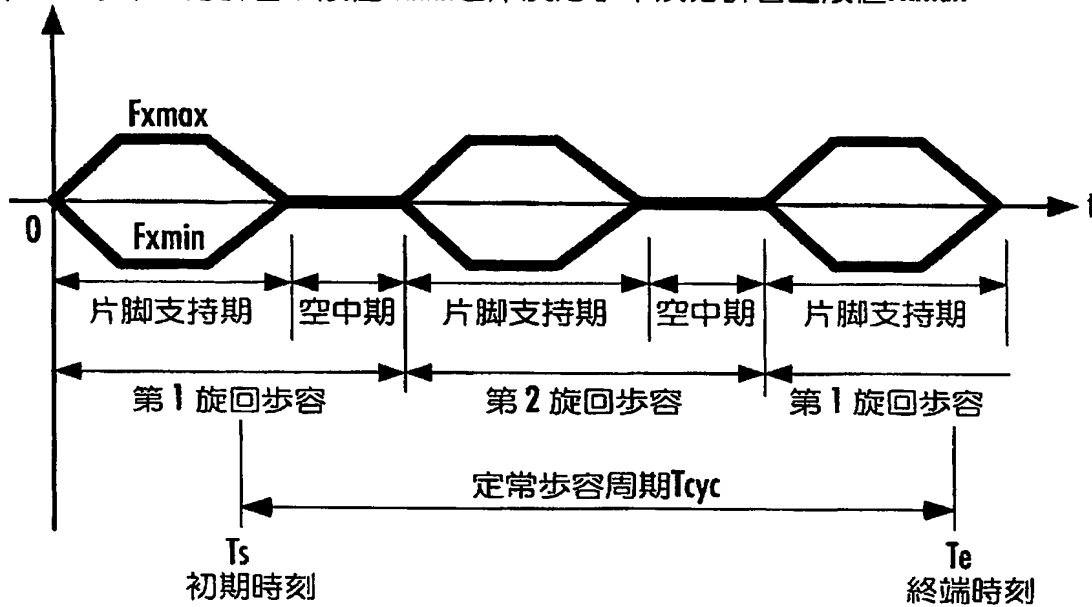 Fxmax
t
0
Fxmin
片脚支持期 空中期 片脚支持期 空中期 片脚支持期
第1旋回歩容 第2旋回歩容 第1旋回歩容
定常歩容周期Tcyc
Ts
初期時刻
Te
終端時刻